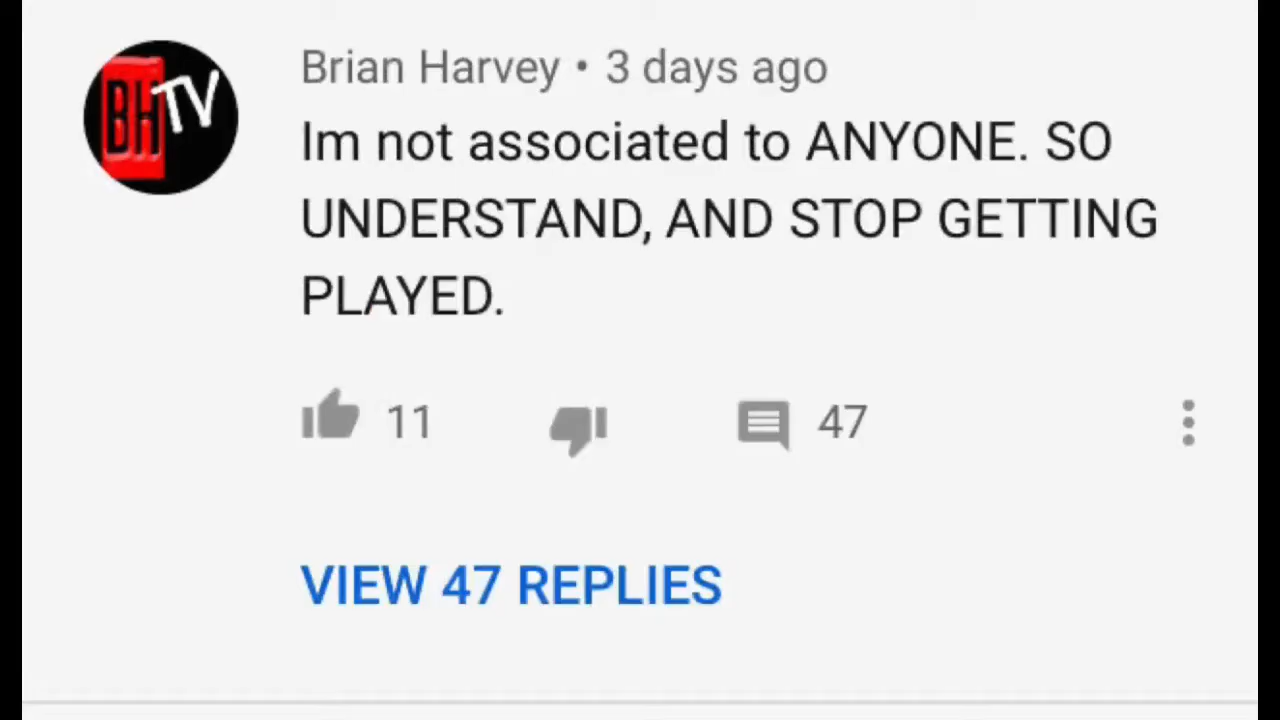 BHTV
Brian Harvey • 3 days ago
Im not associated to ANYONE. SO
UNDERSTAND, AND STOP GETTING
PLAYED.
11 47
VIEW 47 REPLIES